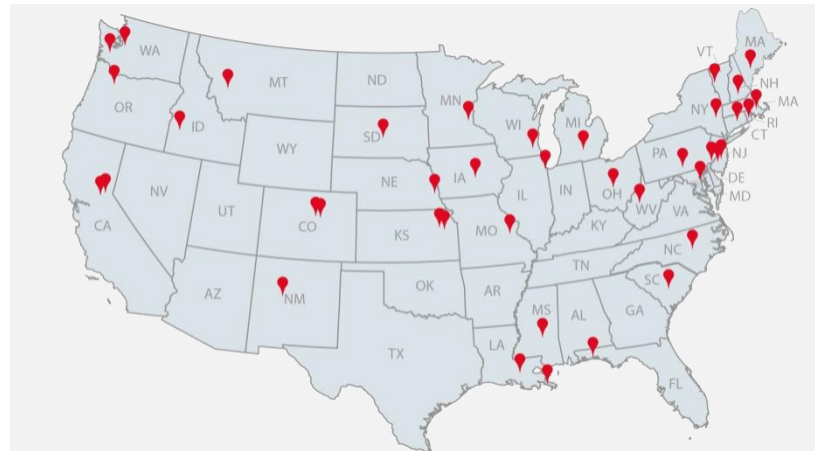 VT
MA
WA
MT
ND
MN
NH
OR
ID
SD
WI
MI
NY
MA
RI
CT
WY
IA
PA
NJ
NE
NV
UT
IL
IN
OH
DE
MD
CA
CO
KS
MO
KY
WV
VA
NC
TN
AZ
NM
OK
AR
SC
MS
AL
GA
TX
LA
FL